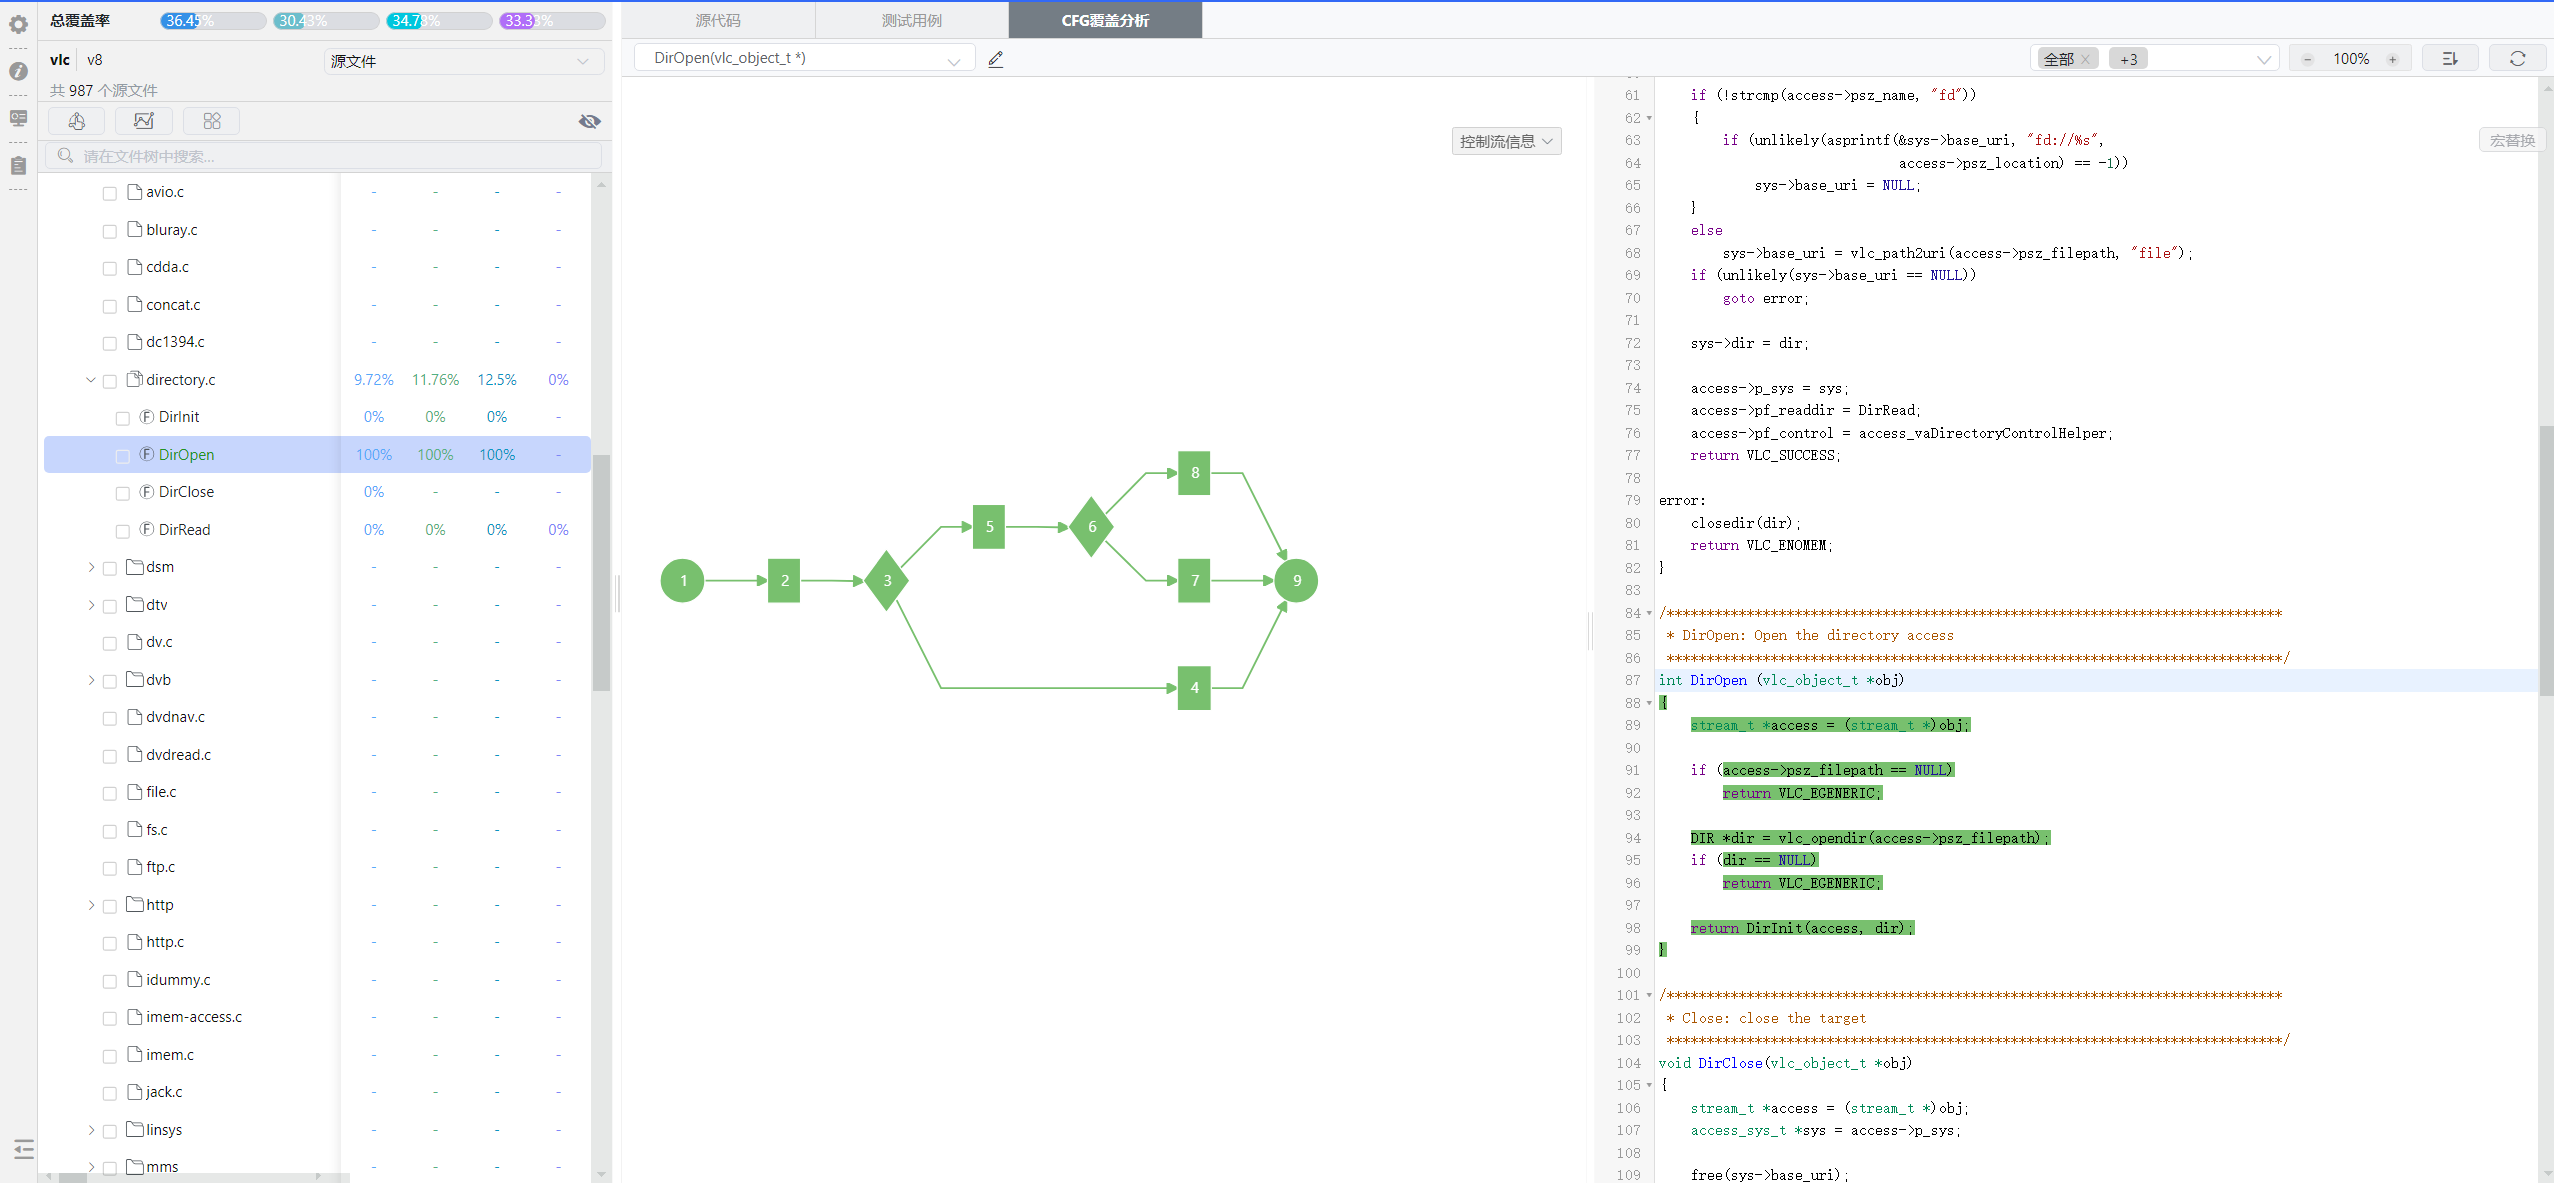 总覆盖率 36.45% 30.43% 34.78% 33.33%
vlc v8 源文件
共 987 个源文件
请在文件树中搜索...
avio.c - - - -
bluray.c - - - -
cdda.c - - - -
concat.c - - - -
dc1394.c - - - -
directory.c 9.72% 11.76% 12.5% 0%
F DirInit 0% 0% 0% -
F DirOpen 100% 100% 100% -
F DirClose 0% - - -
F DirRead 0% 0% 0% 0%
dsm - - - -
dtv - - - -
dv.c - - - -
dvb - - - -
dvdnav.c - - - -
dvdread.c - - - -
file.c - - - -
fs.c - - - -
ftp.c - - - -
http - - - -
http.c - - - -
idummy.c - - - -
imem-access.c - - - -
imem.c - - - -
jack.c - - - -
linsys - - - -
mms - - - -
源代码 测试用例 CFG覆盖分析
DirOpen(vlc_object_t *)
全部 × +3 - 100% +
控制流信息
宏替换
8
5 6
1 2 3 7 9
4
61 if (!strcmp(access->psz_name, "fd"))
62 {
63 if (unlikely(asprintf(&sys->base_uri, "fd://%s",
64 access->psz_location) == -1))
65 sys->base_uri = NULL;
66 }
67 else
68 sys->base_uri = vlc_path2uri(access->psz_filepath, "file");
69 if (unlikely(sys->base_uri == NULL))
70 goto error;
71
72 sys->dir = dir;
73
74 access->p_sys = sys;
75 access->pf_readdir = DirRead;
76 access->pf_control = access_vaDirectoryControlHelper;
77 return VLC_SUCCESS;
78
79 error:
80 closedir(dir);
81 return VLC_ENOMEM;
82 }
83
84 /*****************************************************************************
85 * DirOpen: Open the directory access
86 *****************************************************************************/
87 int DirOpen (vlc_object_t *obj)
88 {
89 stream_t *access = (stream_t *)obj;
90
91 if (access->psz_filepath == NULL)
92 return VLC_EGENERIC;
93
94 DIR *dir = vlc_opendir(access->psz_filepath);
95 if (dir == NULL)
96 return VLC_EGENERIC;
97
98 return DirInit(access, dir);
99 }
100
101 /*****************************************************************************
102 * Close: close the target
103 *****************************************************************************/
104 void DirClose(vlc_object_t *obj)
105 {
106 stream_t *access = (stream_t *)obj;
107 access_sys_t *sys = access->p_sys;
108
109 free(sys->base_uri);